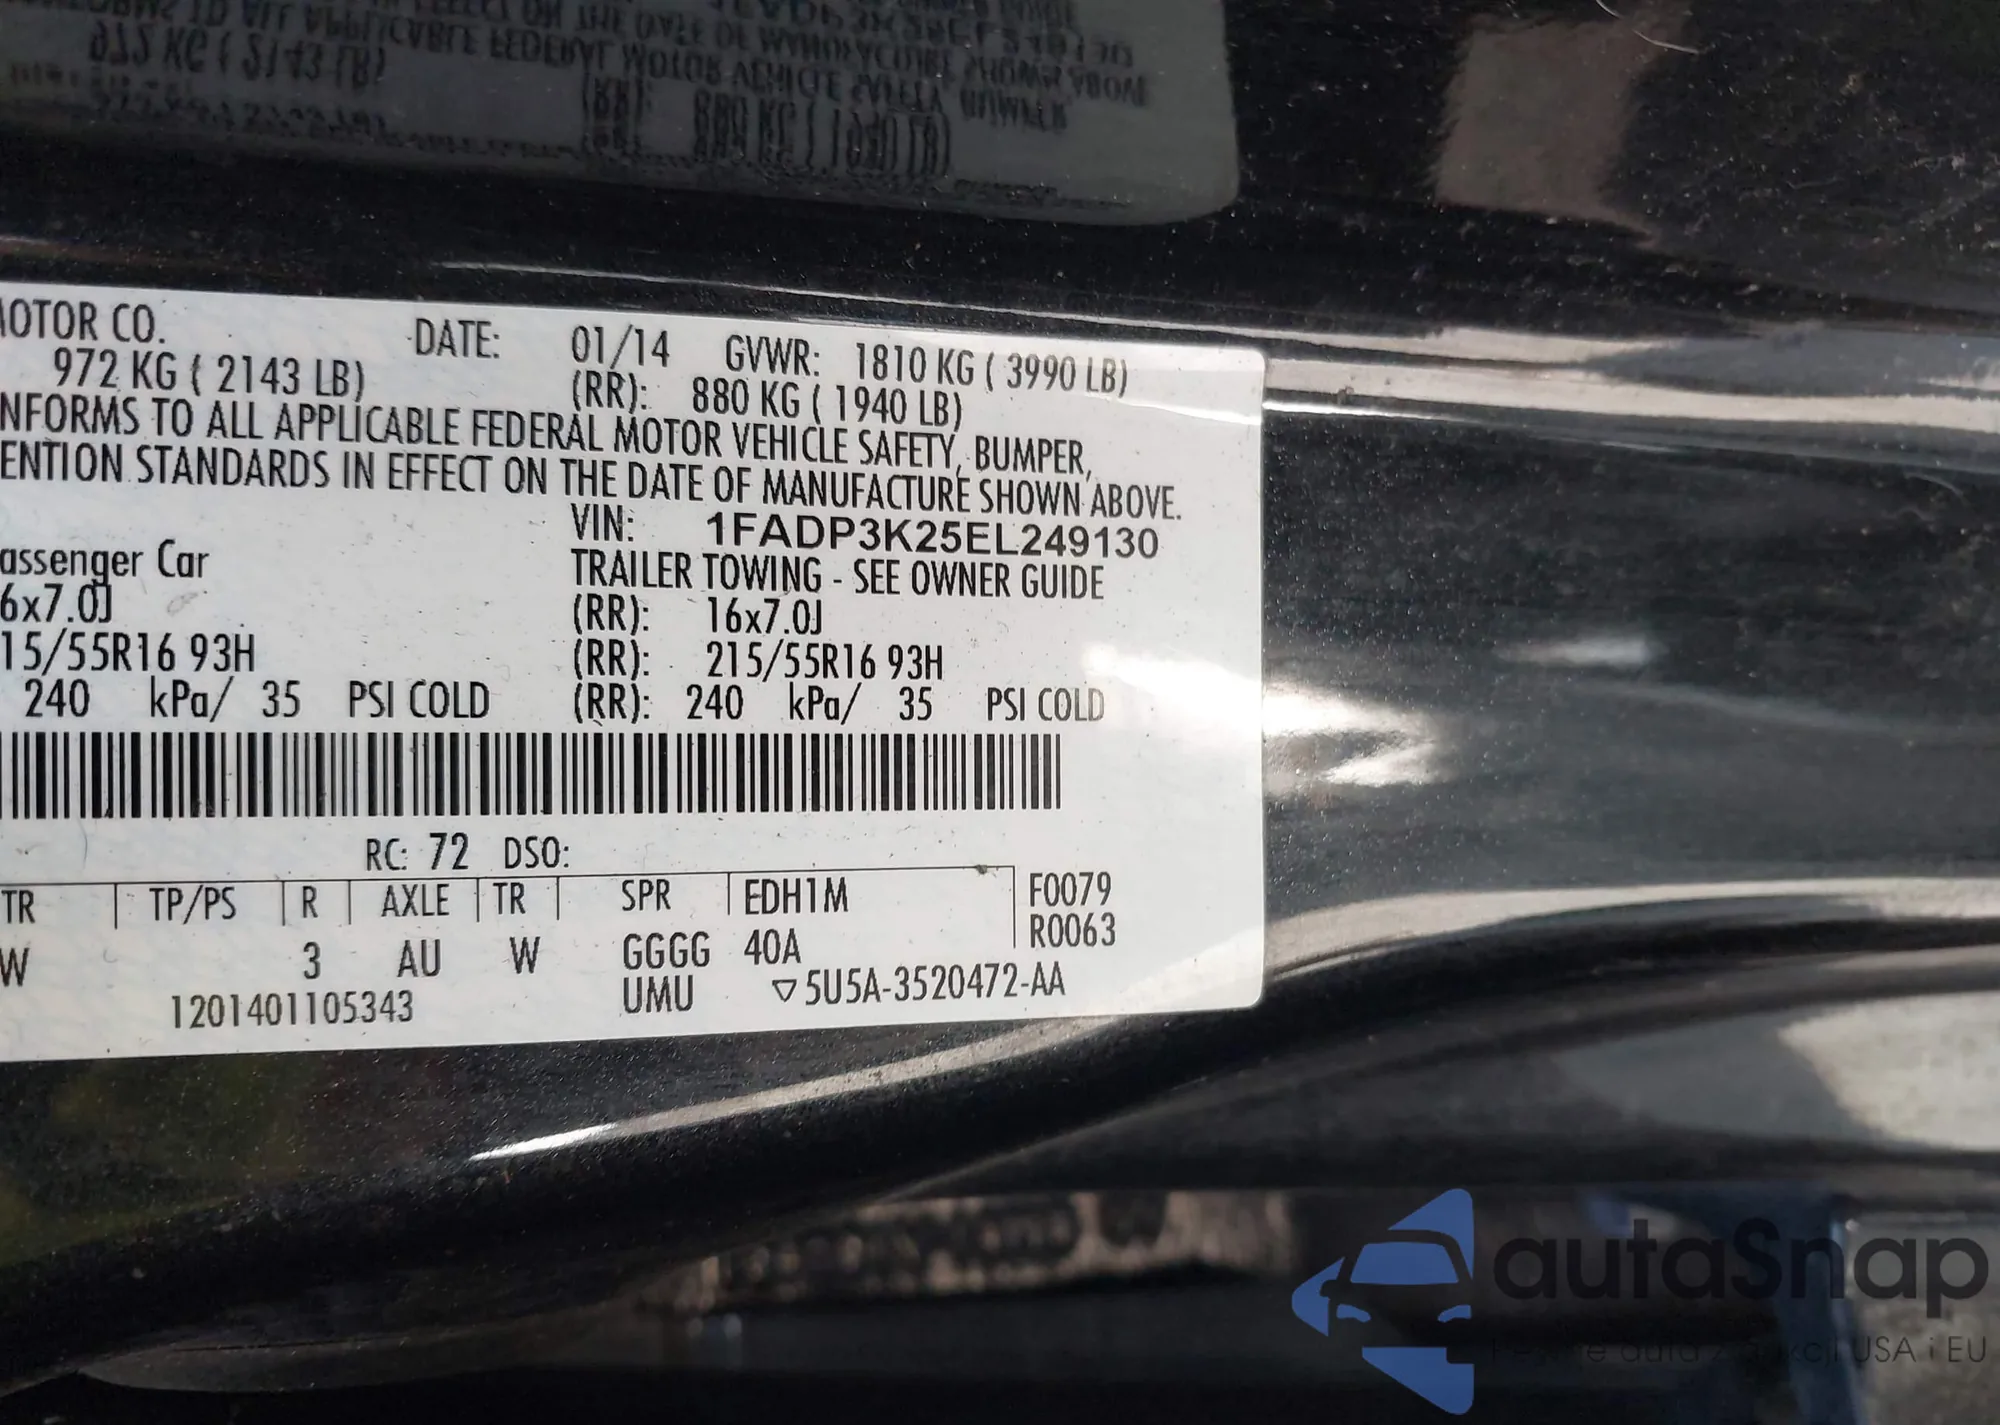 MOTOR CO. DATE: 01/14 GVWR: 1810 KG ( 3990 LB)
972 KG ( 2143 LB) (RR): 880 KG ( 1940 LB)
NFORMS TO ALL APPLICABLE FEDERAL MOTOR VEHICLE SAFETY, BUMPER,
ENTION STANDARDS IN EFFECT ON THE DATE OF MANUFACTURE SHOWN ABOVE.
VIN: 1FADP3K25EL249130
assenger Car TRAILER TOWING - SEE OWNER GUIDE
6x7.0J (RR): 16x7.0J
15/55R16 93H (RR): 215/55R16 93H
240 kPa/ 35 PSI COLD (RR): 240 kPa/ 35 PSI COLD
RC: 72 DSO:
TR TP/PS R AXLE TR SPR EDH1M F0079
R0063
W 3 AU W GGGG 40A
1201401105343 UMU ▽5U5A-3520472-AA
autaSnap
USA i EU